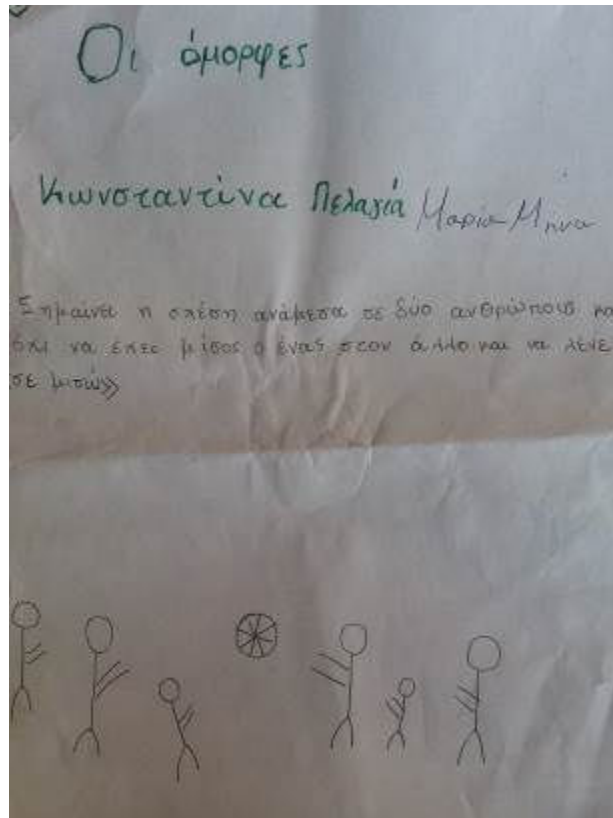 Οι όμορφες
Κωνσταντίνα Πελαγία Μαρία Μηνα
Σημαίνει η σχέση ανάμεσα σε δύο ανθρώπους κα
όχι να έχει μίσος ο ένας στον άλλο και να λένε
σε μισώ»